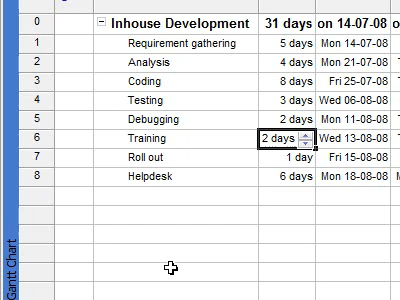 0 Inhouse Development 31 days on 14-07-08
1 Requirement gathering 5 days Mon 14-07-08
2 Analysis 4 days Mon 21-07-08
3 Coding 8 days Fri 25-07-08
4 Testing 3 days Wed 06-08-08
5 Debugging 2 days Mon 11-08-08
6 Training 2 days Wed 13-08-08
7 Roll out 1 day Fri 15-08-08
8 Helpdesk 6 days Mon 18-08-08
Gantt Chart